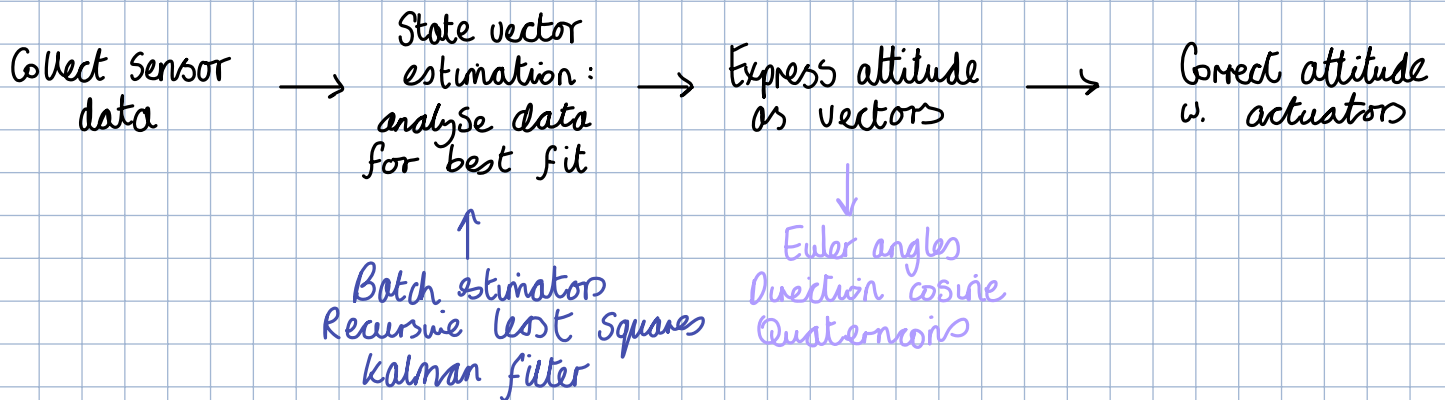 Collect sensor
data
State vector
estimation:
analyse data
for best fit
Express attitude
as vectors
Correct attitude
w. actuators
Batch estimators
Recursive least squares
Kalman filter
Euler angles
Direction cosine
Quaternions